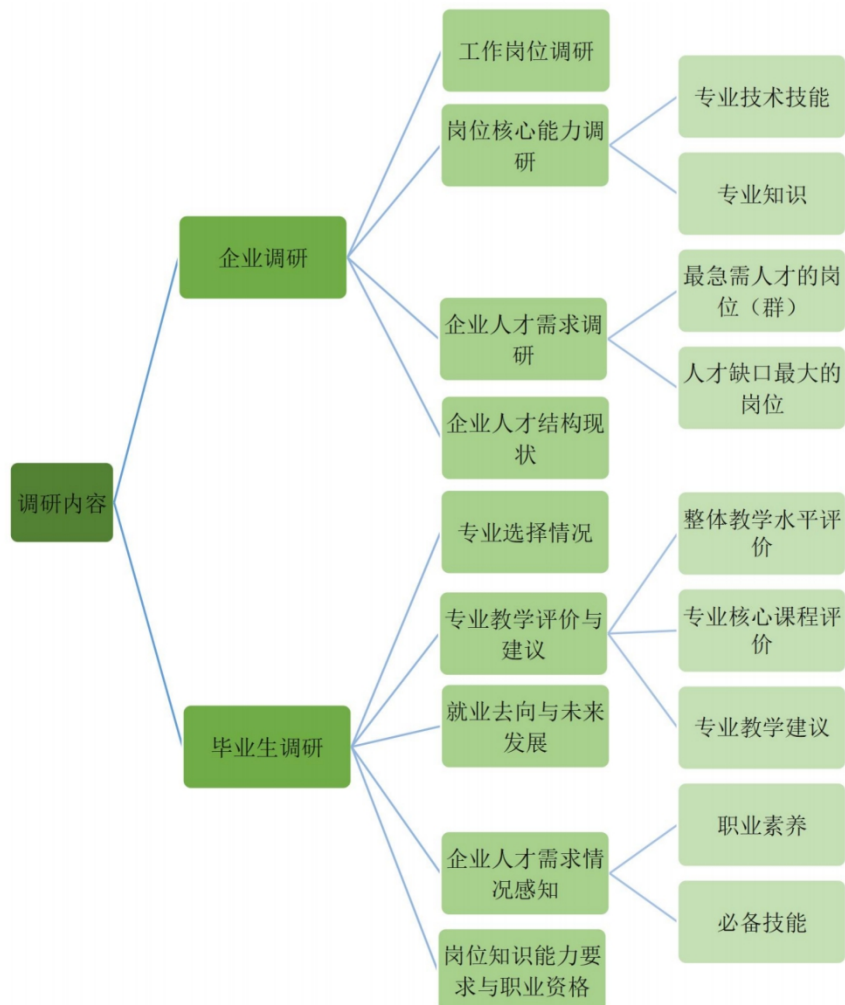 工作岗位调研
专业技术技能
岗位核心能力调
研
专业知识
企业调研
最急需人才的岗
位（群）
企业人才需求调
研
人才缺口最大的
岗位
企业人才结构现
状
调研内容
专业选择情况
整体教学水平评
价
专业教学评价与
建议
专业核心课程评
价
就业去向与未来
发展
专业教学建议
毕业生调研
职业素养
企业人才需求情
况感知
必备技能
岗位知识能力要
求与职业资格